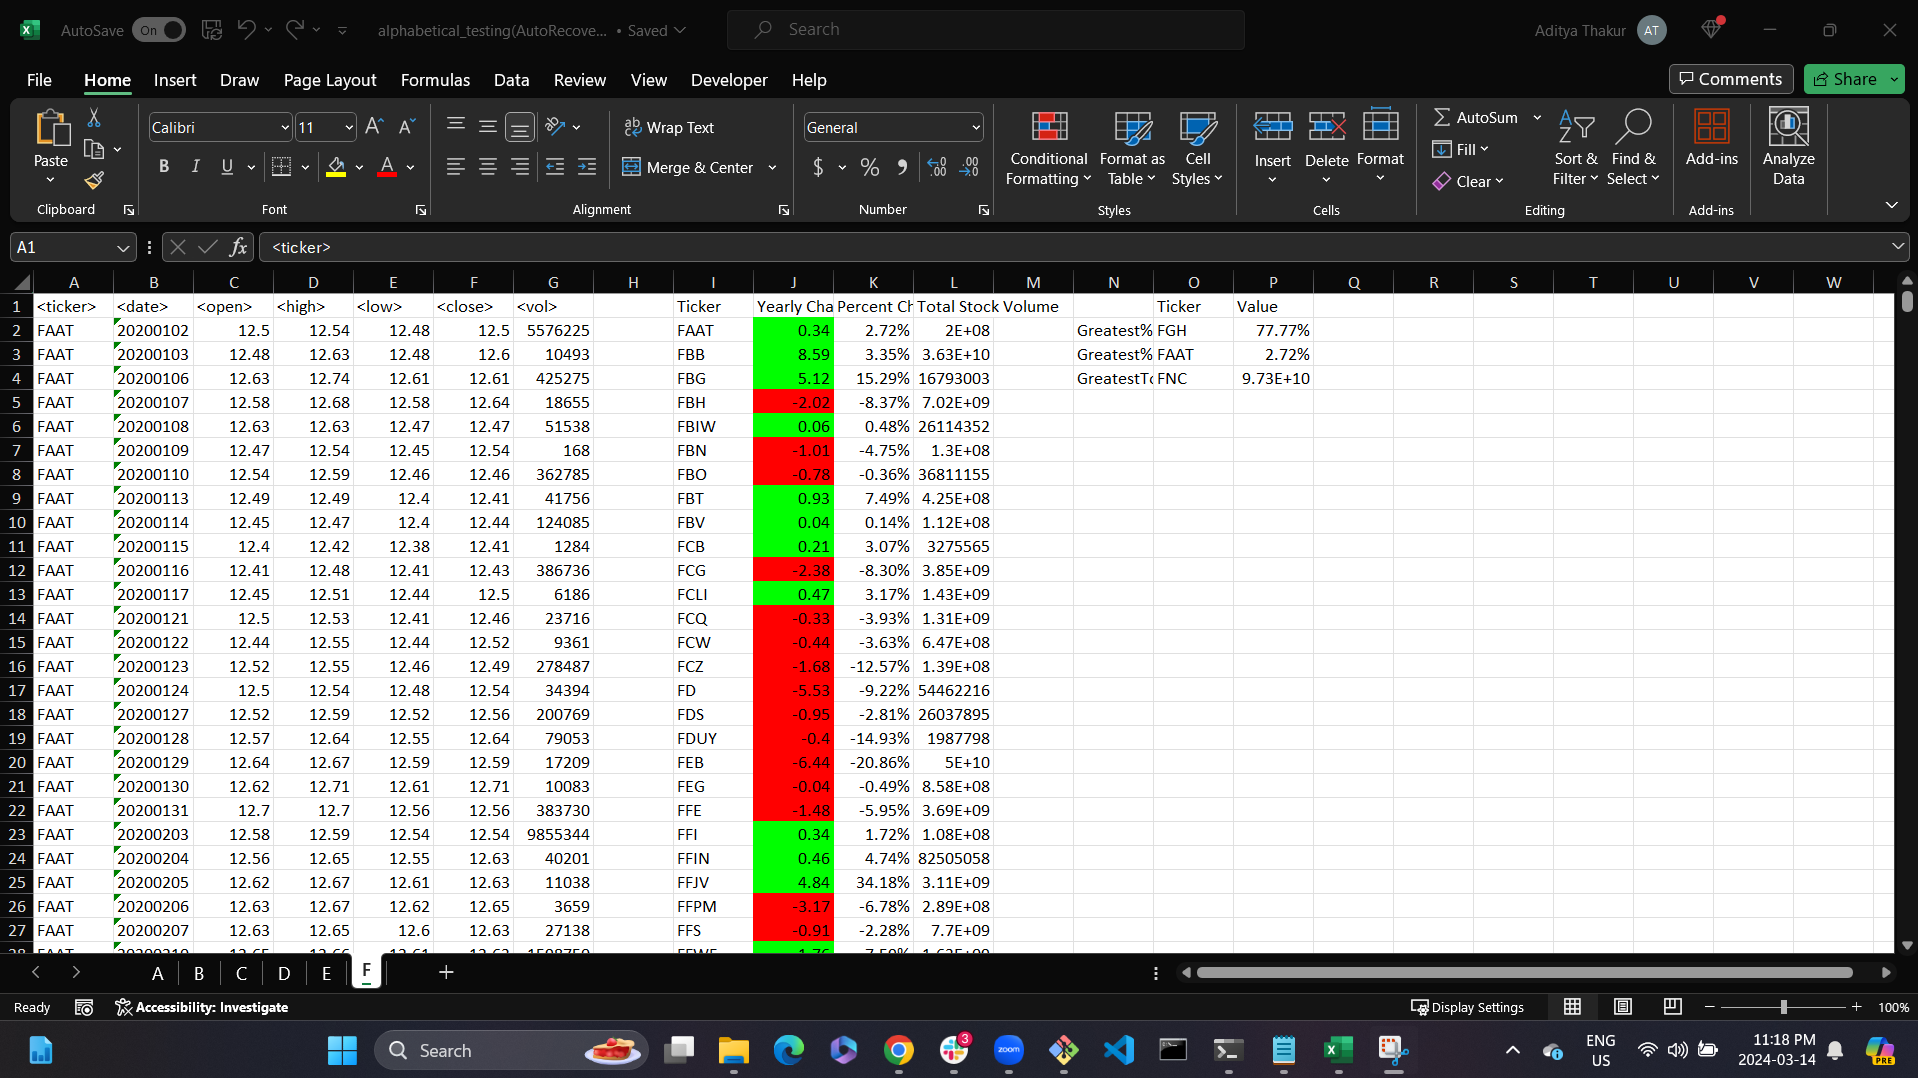 AutoSave On alphabetical_testing(AutoRecove... • Saved Search Aditya Thakur AT
File Home Insert Draw Page Layout Formulas Data Review View Developer Help Comments Share
Paste Calibri 11 Wrap Text General Conditional Formatting Format as Table Cell Styles Insert Delete Format AutoSum Fill Clear Sort & Filter Find & Select Add-ins Analyze Data
B I U Merge & Center $ % 9
Clipboard Font Alignment Number Styles Cells Editing Add-ins
A1 fx <ticker>
A B C D E F G H I J K L M N O P Q R S T U V W
1 <ticker> <date> <open> <high> <low> <close> <vol> Ticker Yearly Cha Percent Ch Total Stock Volume Ticker Value
2 FAAT 20200102 12.5 12.54 12.48 12.5 5576225 FAAT 0.34 2.72% 2E+08 Greatest% FGH 77.77%
3 FAAT 20200103 12.48 12.63 12.48 12.6 10493 FBB 8.59 3.35% 3.63E+10 Greatest% FAAT 2.72%
4 FAAT 20200106 12.63 12.74 12.61 12.61 425275 FBG 5.12 15.29% 16793003 GreatestTo FNC 9.73E+10
5 FAAT 20200107 12.58 12.68 12.58 12.64 18655 FBH -2.02 -8.37% 7.02E+09
6 FAAT 20200108 12.63 12.63 12.47 12.47 51538 FBIW 0.06 0.48% 26114352
7 FAAT 20200109 12.47 12.54 12.45 12.54 168 FBN -1.01 -4.75% 1.3E+08
8 FAAT 20200110 12.54 12.59 12.46 12.46 362785 FBO -0.78 -0.36% 36811155
9 FAAT 20200113 12.49 12.49 12.4 12.41 41756 FBT 0.93 7.49% 4.25E+08
10 FAAT 20200114 12.45 12.47 12.4 12.44 124085 FBV 0.04 0.14% 1.12E+08
11 FAAT 20200115 12.4 12.42 12.38 12.41 1284 FCB 0.21 3.07% 3275565
12 FAAT 20200116 12.41 12.48 12.41 12.43 386736 FCG -2.38 -8.30% 3.85E+09
13 FAAT 20200117 12.45 12.51 12.44 12.5 6186 FCLI 0.47 3.17% 1.43E+09
14 FAAT 20200121 12.5 12.53 12.41 12.46 23716 FCQ -0.33 -3.93% 1.31E+09
15 FAAT 20200122 12.44 12.55 12.44 12.52 9361 FCW -0.44 -3.63% 6.47E+08
16 FAAT 20200123 12.52 12.55 12.46 12.49 278487 FCZ -1.68 -12.57% 1.39E+08
17 FAAT 20200124 12.5 12.54 12.48 12.54 34394 FD -5.53 -9.22% 54462216
18 FAAT 20200127 12.52 12.59 12.52 12.56 200769 FDS -0.95 -2.81% 26037895
19 FAAT 20200128 12.57 12.64 12.55 12.64 79053 FDUY -0.4 -14.93% 1987798
20 FAAT 20200129 12.64 12.67 12.59 12.59 17209 FEB -6.44 -20.86% 5E+10
21 FAAT 20200130 12.62 12.71 12.61 12.71 10083 FEG -0.04 -0.49% 8.58E+08
22 FAAT 20200131 12.7 12.7 12.56 12.56 383730 FFE -1.48 -5.95% 3.69E+09
23 FAAT 20200203 12.58 12.59 12.54 12.54 9855344 FFI 0.34 1.72% 1.08E+08
24 FAAT 20200204 12.56 12.65 12.55 12.63 40201 FFIN 0.46 4.74% 82505058
25 FAAT 20200205 12.62 12.67 12.61 12.63 11038 FFJV 4.84 34.18% 3.11E+09
26 FAAT 20200206 12.63 12.67 12.62 12.65 3659 FFPM -3.17 -6.78% 2.89E+08
27 FAAT 20200207 12.63 12.65 12.6 12.63 27138 FFS -0.91 -2.28% 7.7E+09
A B C D E F +
Ready Accessibility: Investigate Display Settings 100%
Search 3 zoom ENG US 11:18 PM 2024-03-14 PRE